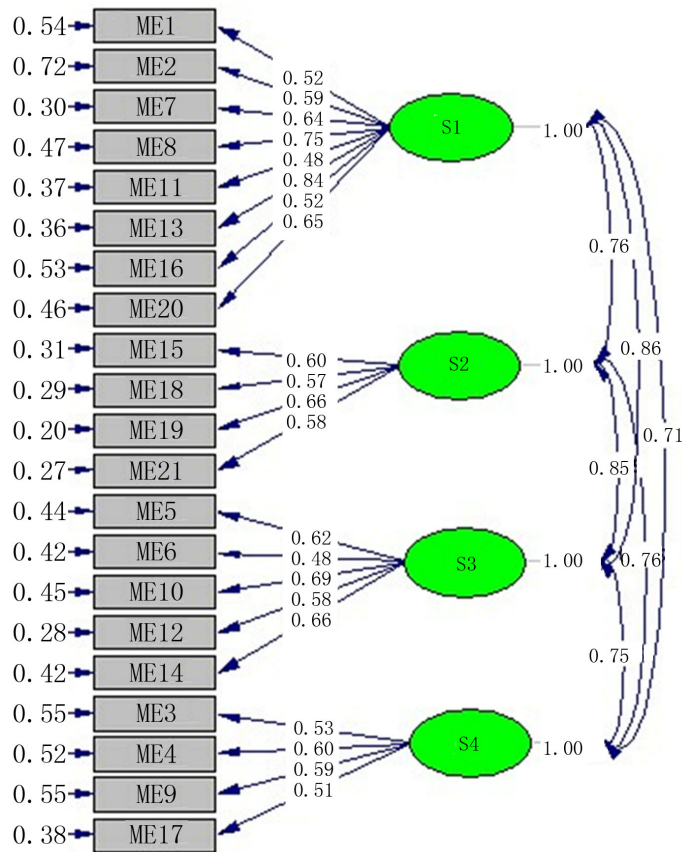 0.54 ME1
0.72 ME2
0.30 ME7
0.47 ME8
0.37 ME11
0.36 ME13
0.53 ME16
0.46 ME20
0.31 ME15
0.29 ME18
0.20 ME19
0.27 ME21
0.44 ME5
0.42 ME6
0.45 ME10
0.28 ME12
0.42 ME14
0.55 ME3
0.52 ME4
0.55 ME9
0.38 ME17
0.52
0.59
0.64
0.75
0.48
0.84
0.52
0.65
0.60
0.57
0.66
0.58
0.62
0.48
0.69
0.58
0.66
0.53
0.60
0.59
0.51
S1 1.00
S2 1.00
S3 1.00
S4 1.00
0.76
0.86
0.71
0.85
0.76
0.75